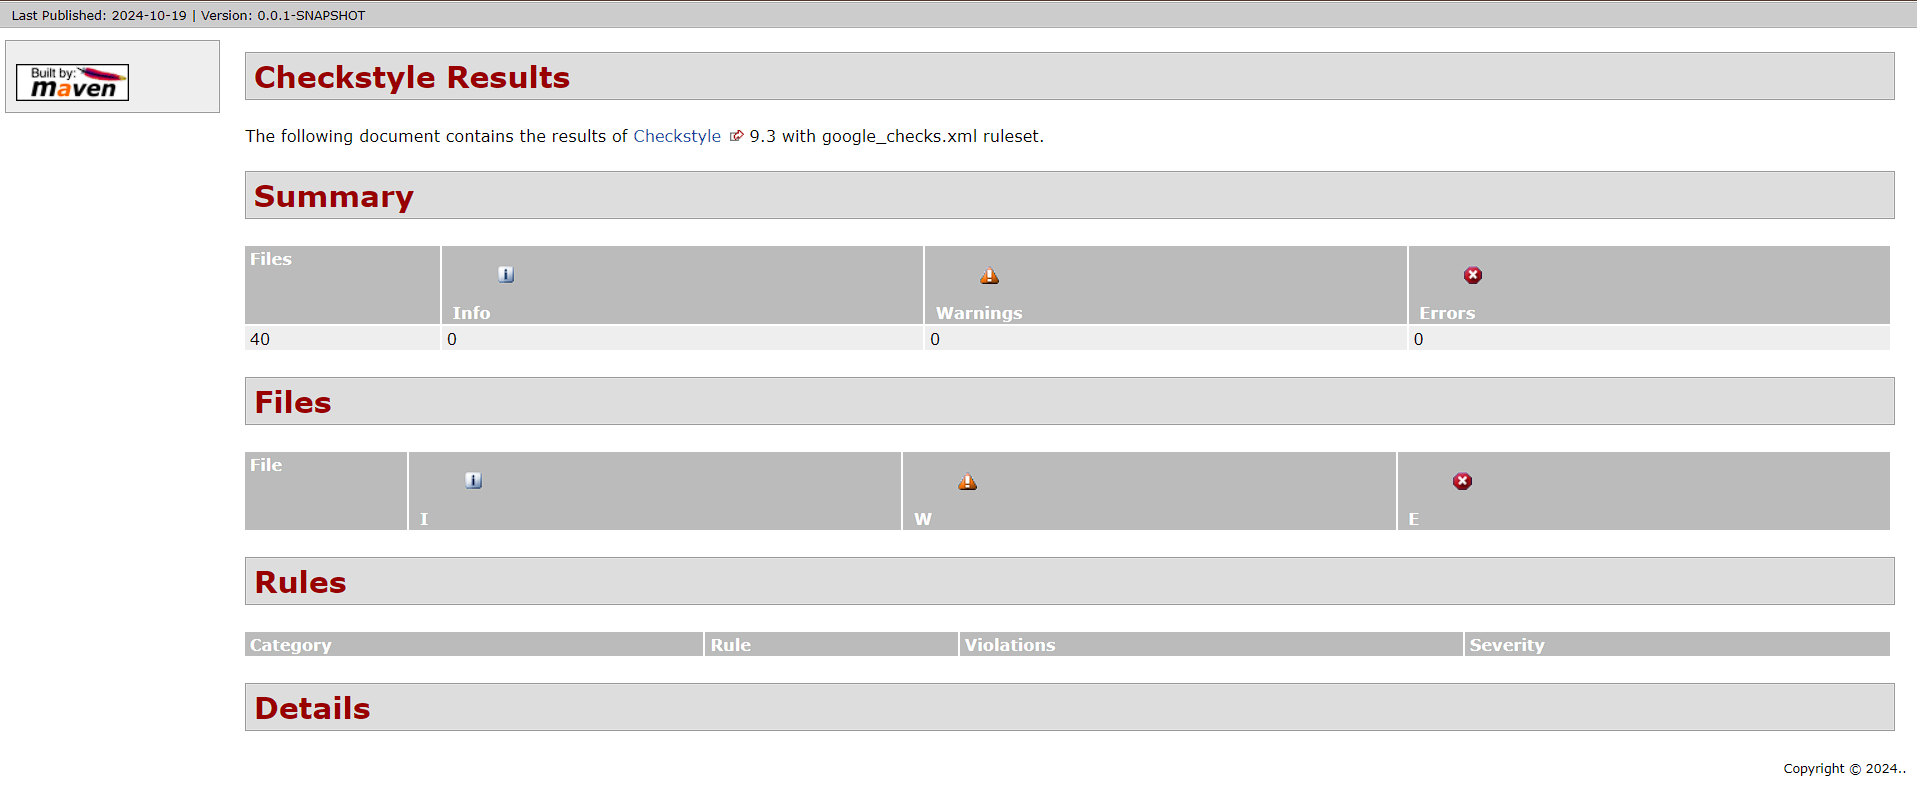 Last Published: 2024-10-19 | Version: 0.0.1-SNAPSHOT
Built by:
maven
Checkstyle Results
The following document contains the results of Checkstyle 9.3 with google_checks.xml ruleset.
Summary
Files Info Warnings Errors
40 0 0 0
Files
File I W E
Rules
Category Rule Violations Severity
Details
Copyright © 2024..